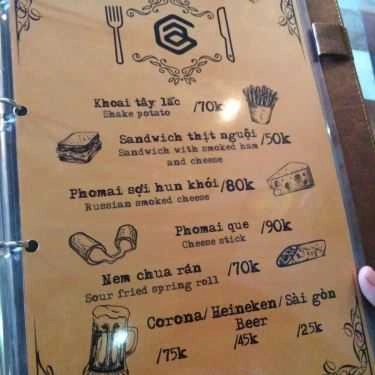 Khoai tây lắc /70k
Shake potato
Sandwich thịt nguội /50k
Sandwich with smoked ham
and cheese
Phomai sợi hun khói /80k
Russian smoked cheese
Phomai que /90k
Cheese stick
Nem chua rán /70k
Sour fried spring roll
Corona/ Heineken/ Sài gòn
Beer
/75k /45k /25k